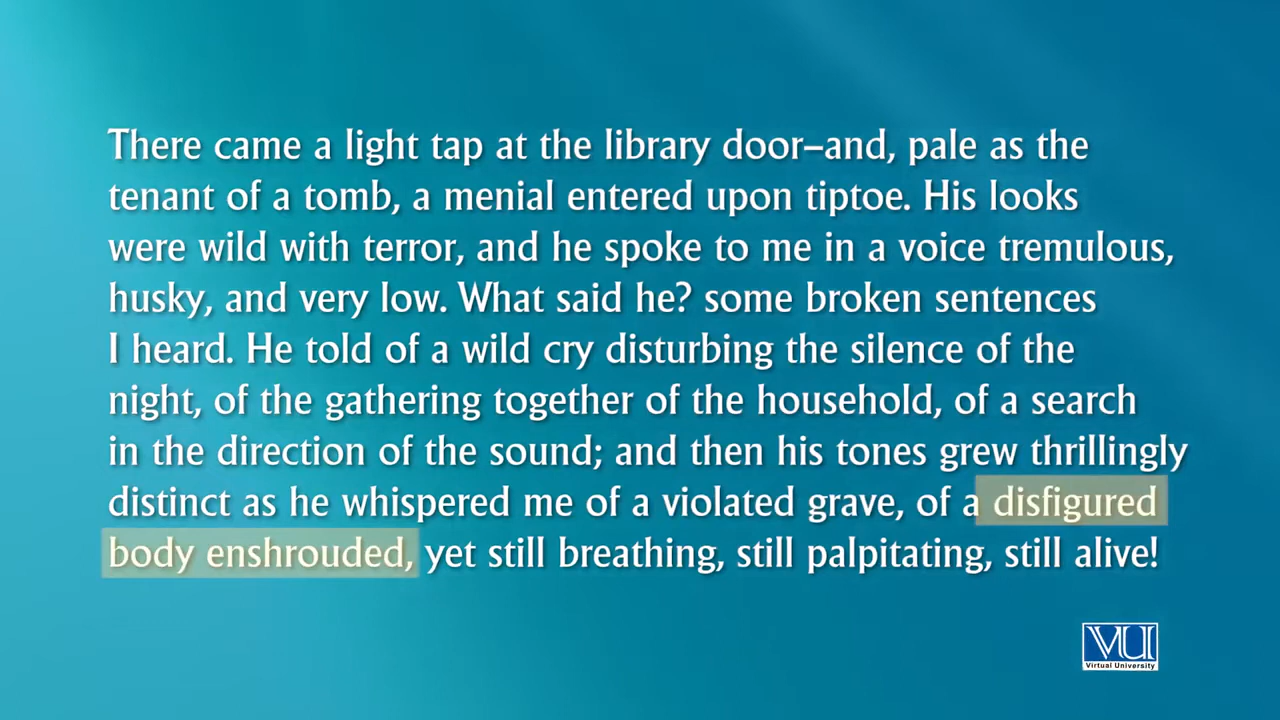 There came a light tap at the library door–and, pale as the
tenant of a tomb, a menial entered upon tiptoe. His looks
were wild with terror, and he spoke to me in a voice tremulous,
husky, and very low. What said he? some broken sentences
I heard. He told of a wild cry disturbing the silence of the
night, of the gathering together of the household, of a search
in the direction of the sound; and then his tones grew thrillingly
distinct as he whispered me of a violated grave, of a disfigured
body enshrouded, yet still breathing, still palpitating, still alive!
VU
Virtual University